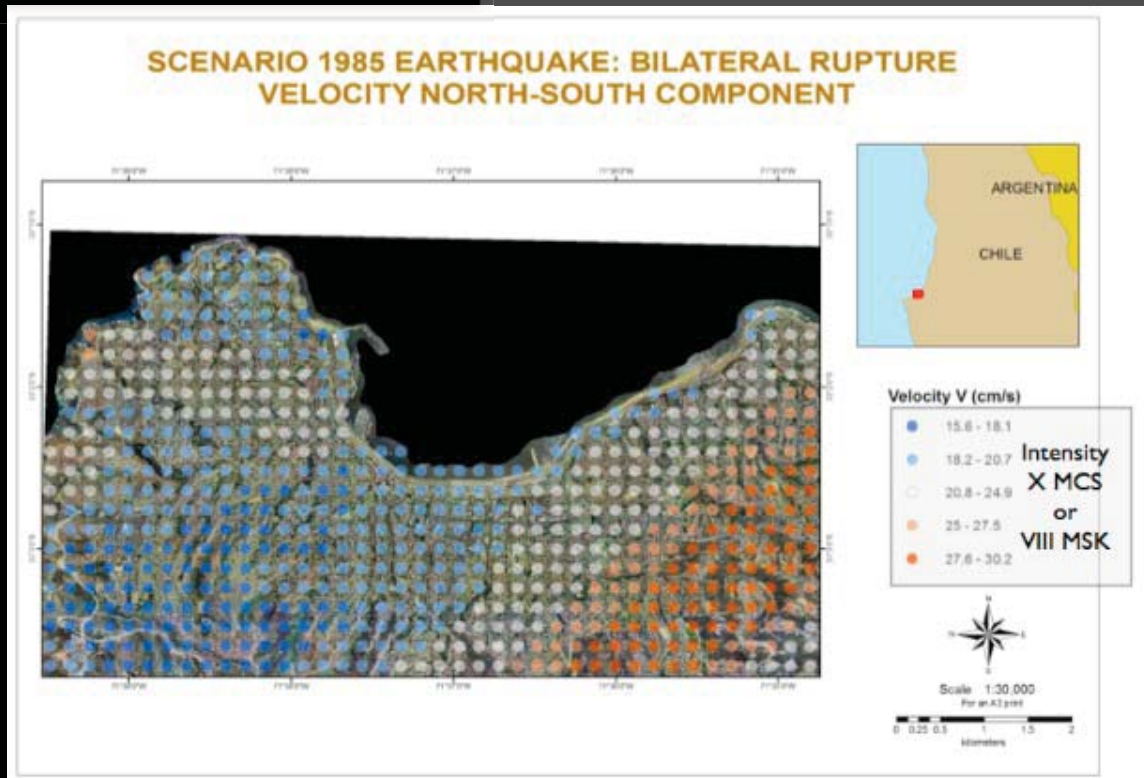 SCENARIO 1985 EARTHQUAKE: BILATERAL RUPTURE
VELOCITY NORTH-SOUTH COMPONENT
ARGENTINA
CHILE
Velocity V (cm/s)
15.6 - 18.1
18.2 - 20.7
20.8 - 24.9
25 - 27.5
27.6 - 30.2
Intensity
X MCS
or
VIII MSK
Scale 1:30,000
For an A3 print
0 0.25 0.5 1 1.5 2
kilometers